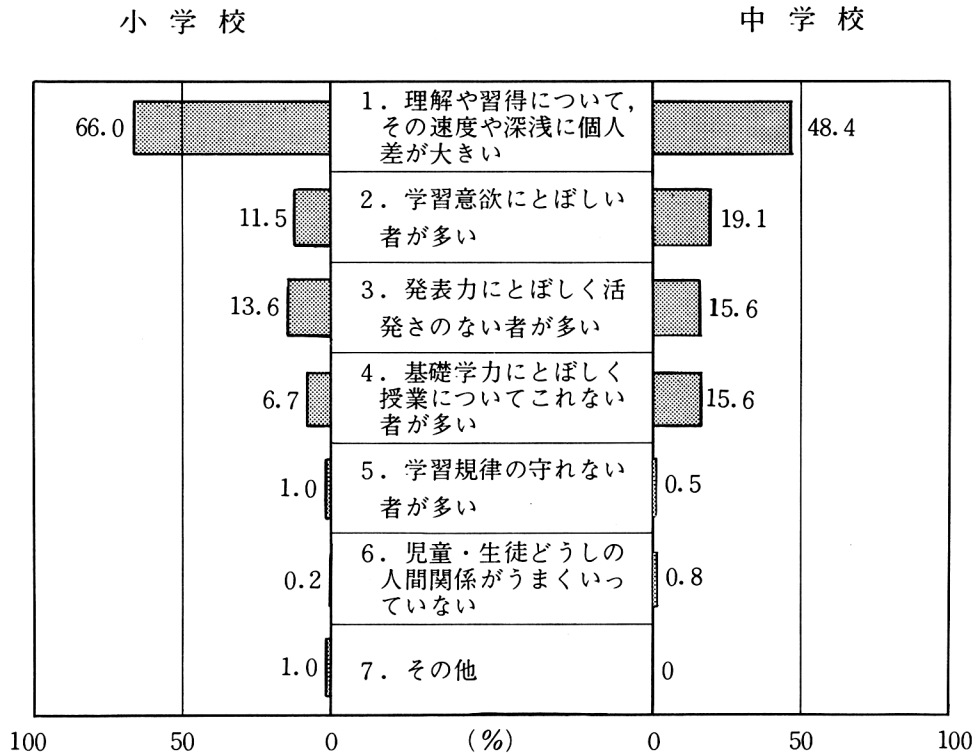 小学校
中学校
66.0
1. 理解や習得について,
その速度や深浅に個人
差が大きい
48.4
11.5
2. 学習意欲にとぼしい
者が多い
19.1
13.6
3. 発表力にとぼしく活
発さのない者が多い
15.6
6.7
4. 基礎学力にとぼしく
授業についてこれない
者が多い
15.6
1.0
5. 学習規律の守れない
者が多い
0.5
0.2
6. 児童・生徒どうしの
人間関係がうまくいっ
ていない
0.8
1.0
7. その他
0
100 50 0 (%) 0 50 100